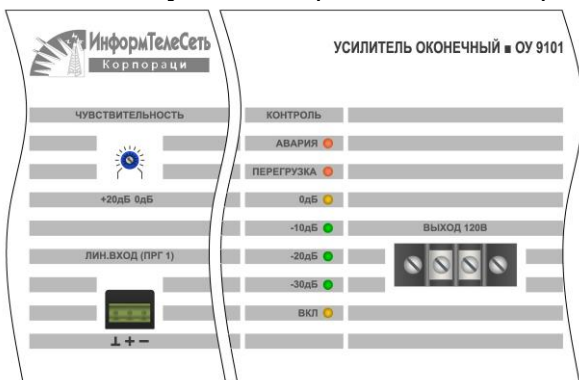 ИнформТелеСеть
Корпораци
УСИЛИТЕЛЬ ОКОНЕЧНЫЙ ■ ОУ 9101
ЧУВСТВИТЕЛЬНОСТЬ
+20дБ 0дБ
ЛИН.ВХОД (ПРГ 1)
⊥ + −
КОНТРОЛЬ
АВАРИЯ
ПЕРЕГРУЗКА
0дБ
-10дБ
-20дБ
-30дБ
ВКЛ
ВЫХОД 120В